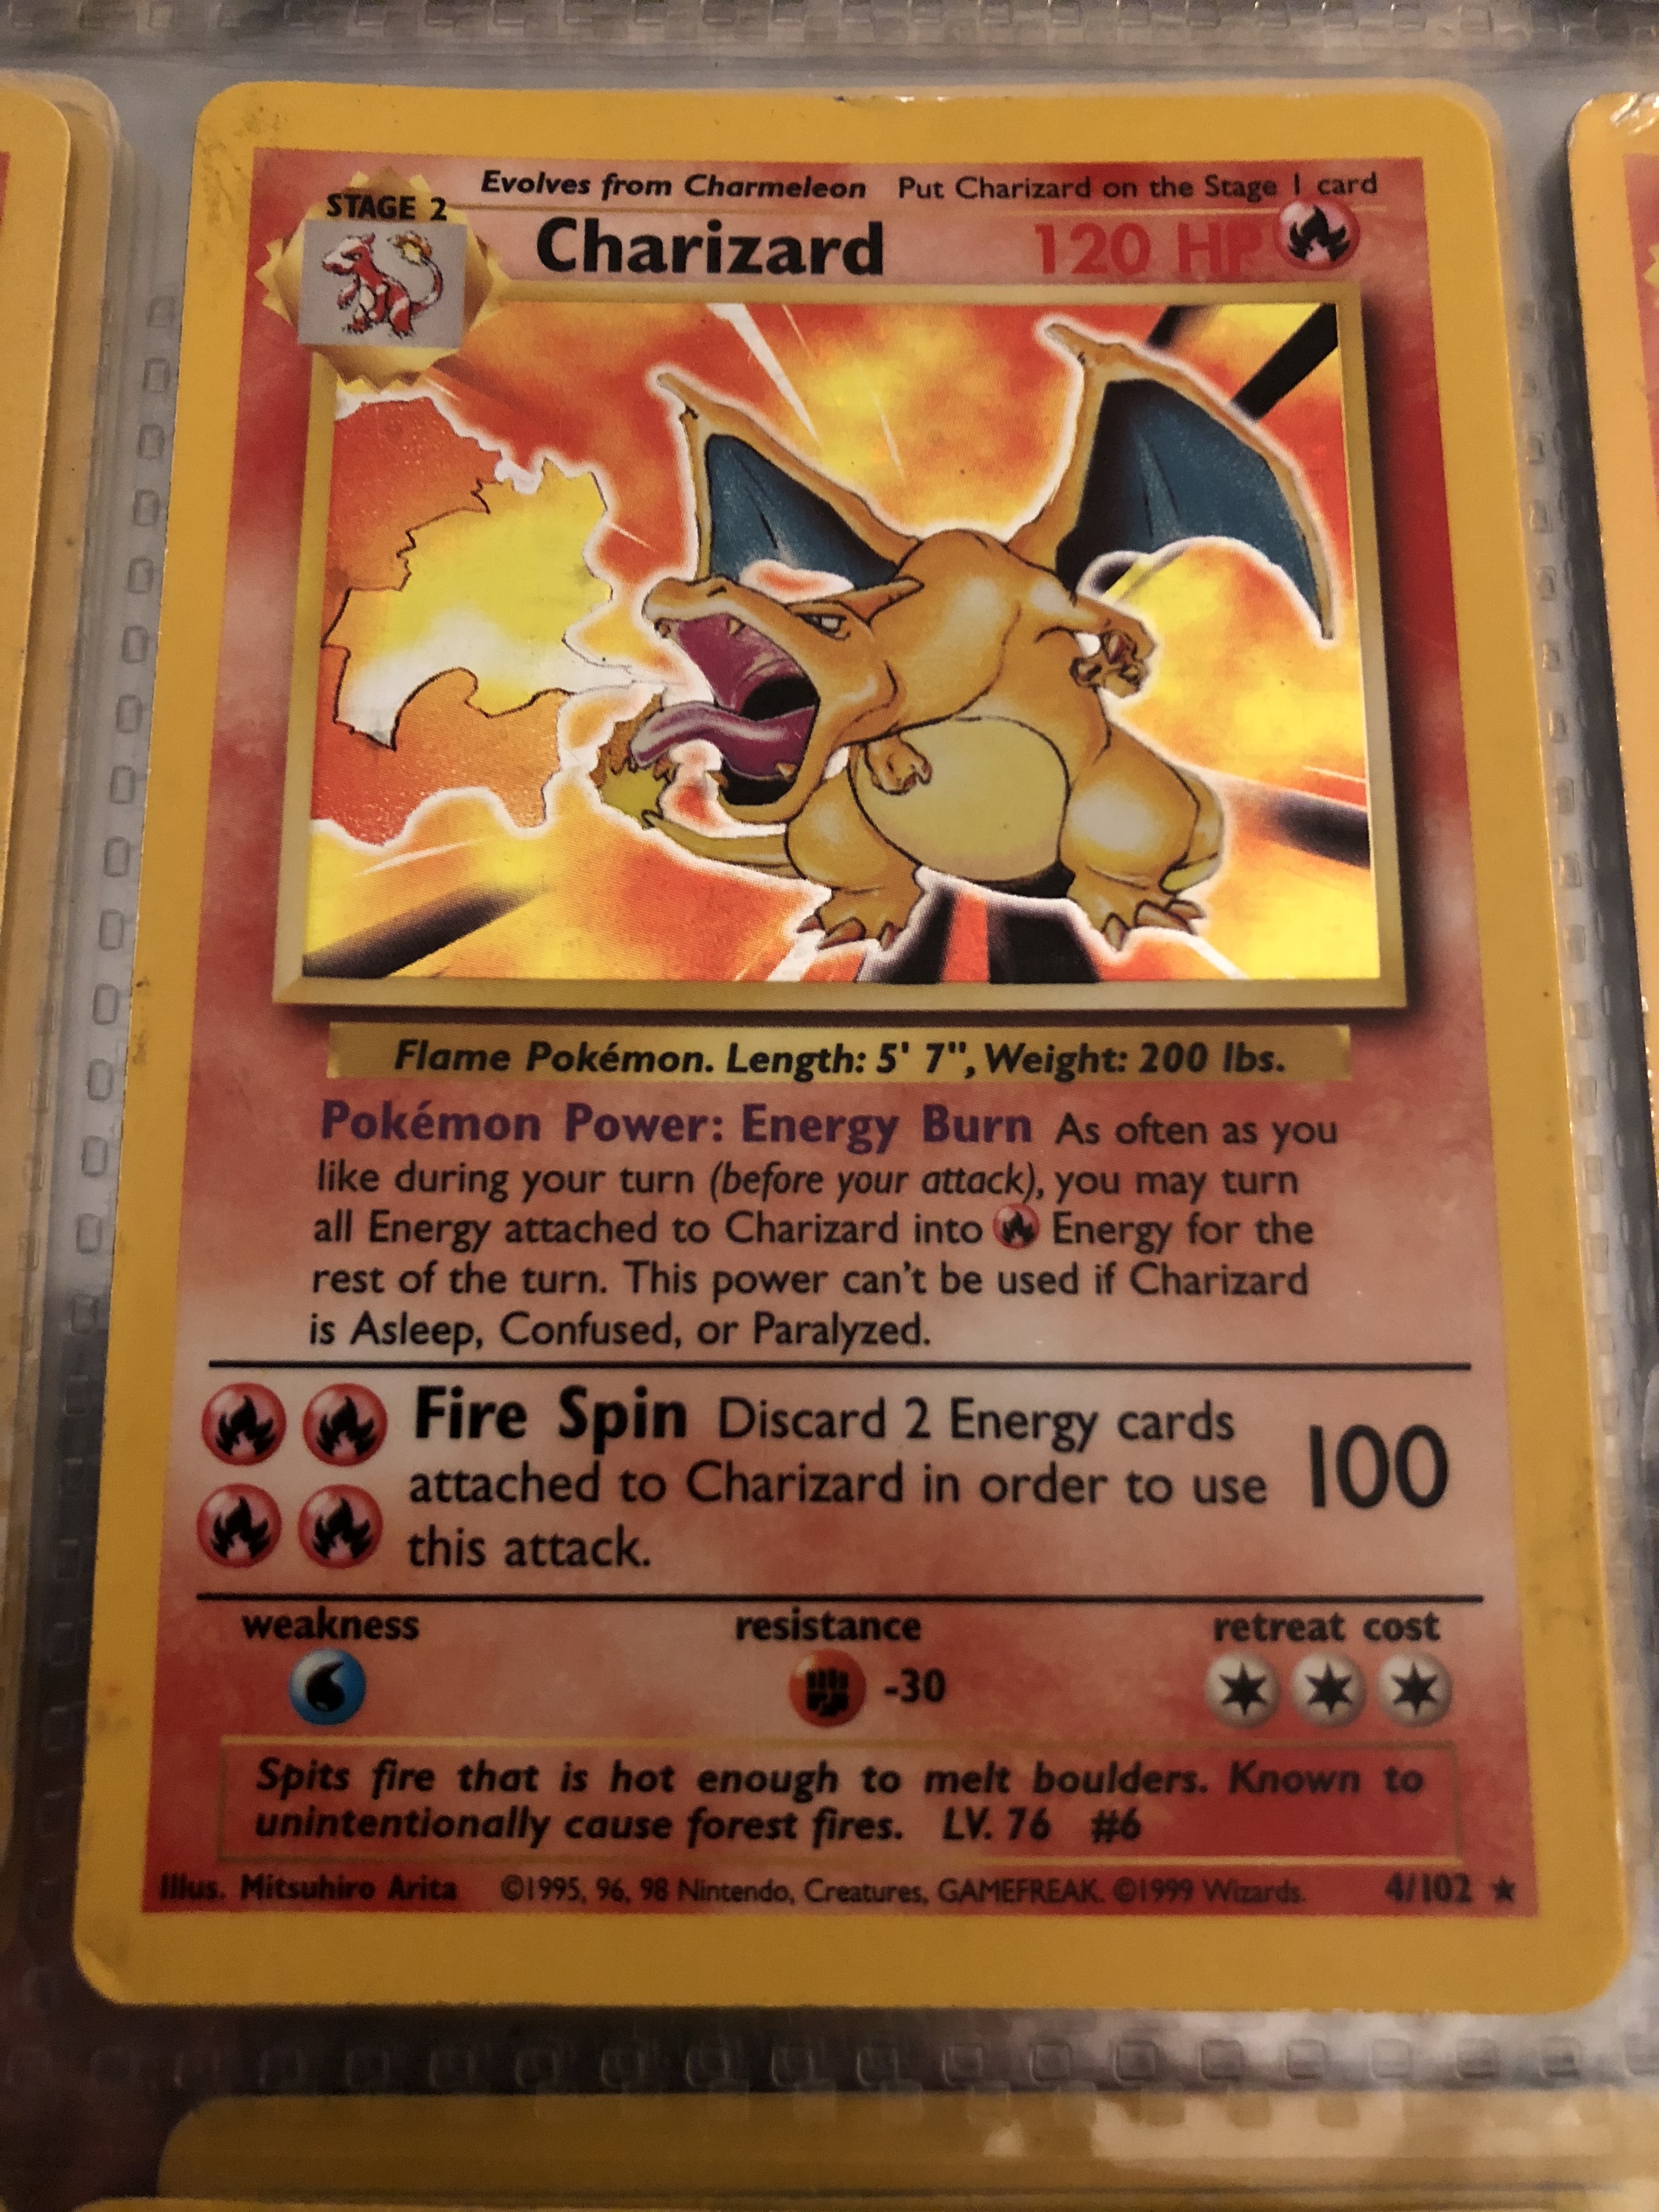 Evolves from Charmeleon Put Charizard on the Stage 1 card
STAGE 2
Charizard 120 HP
Flame Pokémon. Length: 5' 7", Weight: 200 lbs.
Pokémon Power: Energy Burn As often as you
like during your turn (before your attack), you may turn
all Energy attached to Charizard into Energy for the
rest of the turn. This power can't be used if Charizard
is Asleep, Confused, or Paralyzed.
Fire Spin Discard 2 Energy cards
attached to Charizard in order to use
this attack.
100
weakness resistance retreat cost
-30
Spits fire that is hot enough to melt boulders. Known to
unintentionally cause forest fires. LV. 76 #6
Illus. Mitsuhiro Arita ©1995, 96, 98 Nintendo, Creatures, GAMEFREAK. ©1999 Wizards. 4/102 ★